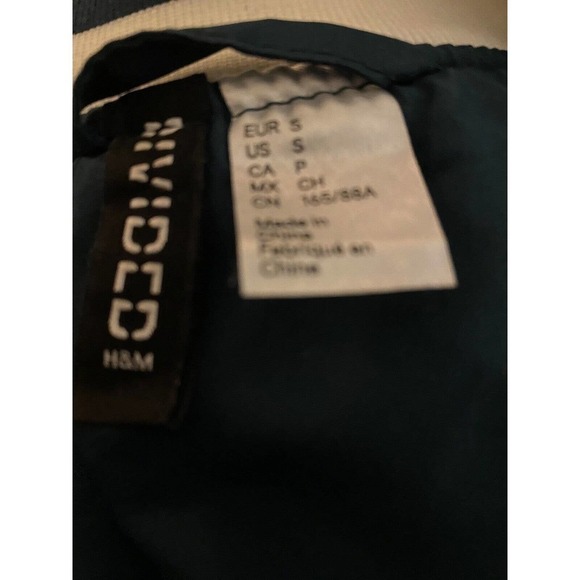 DIVIDED
H&M
EUR S
US S
CA P
MX CH
CN 165/88A
Made in
China
Fabriqué en
Chine